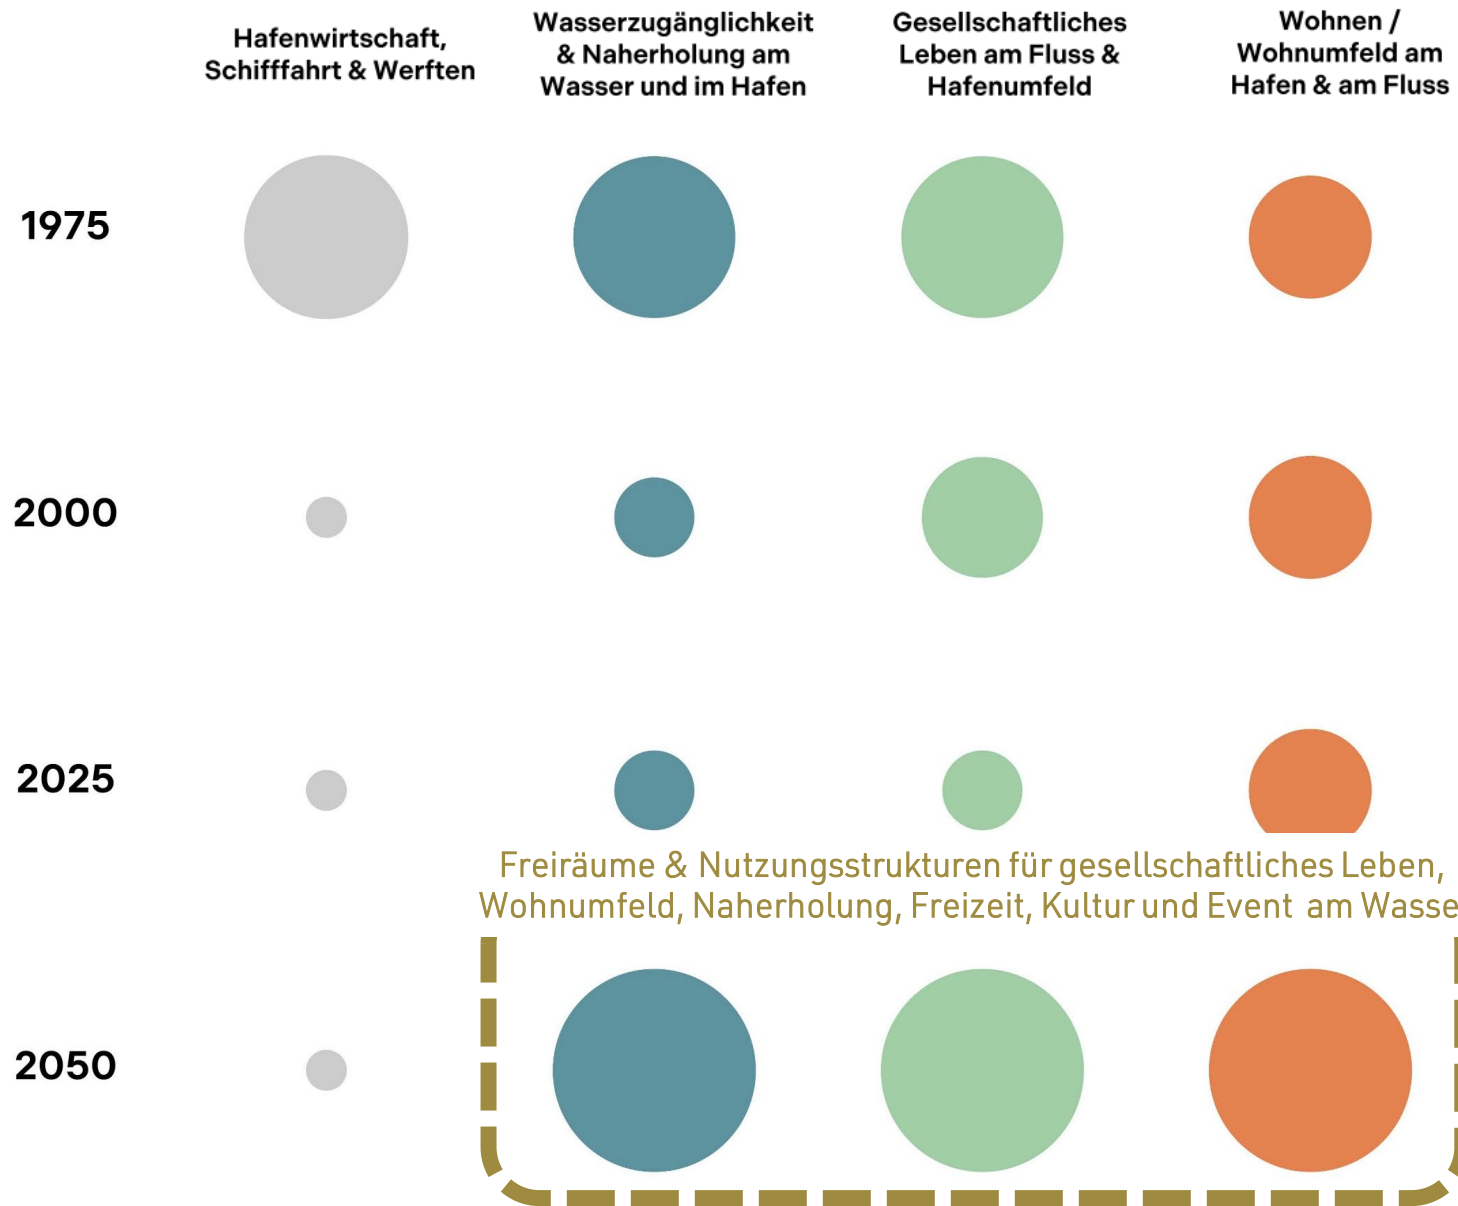 Hafenwirtschaft,
Schifffahrt & Werften
Wasserzugänglichkeit
& Naherholung am
Wasser und im Hafen
Gesellschaftliches
Leben am Fluss &
Hafenumfeld
Wohnen /
Wohnumfeld am
Hafen & am Fluss
1975
2000
2025
Freiräume & Nutzungsstrukturen für gesellschaftliches Leben,
Wohnumfeld, Naherholung, Freizeit, Kultur und Event am Wasse
2050